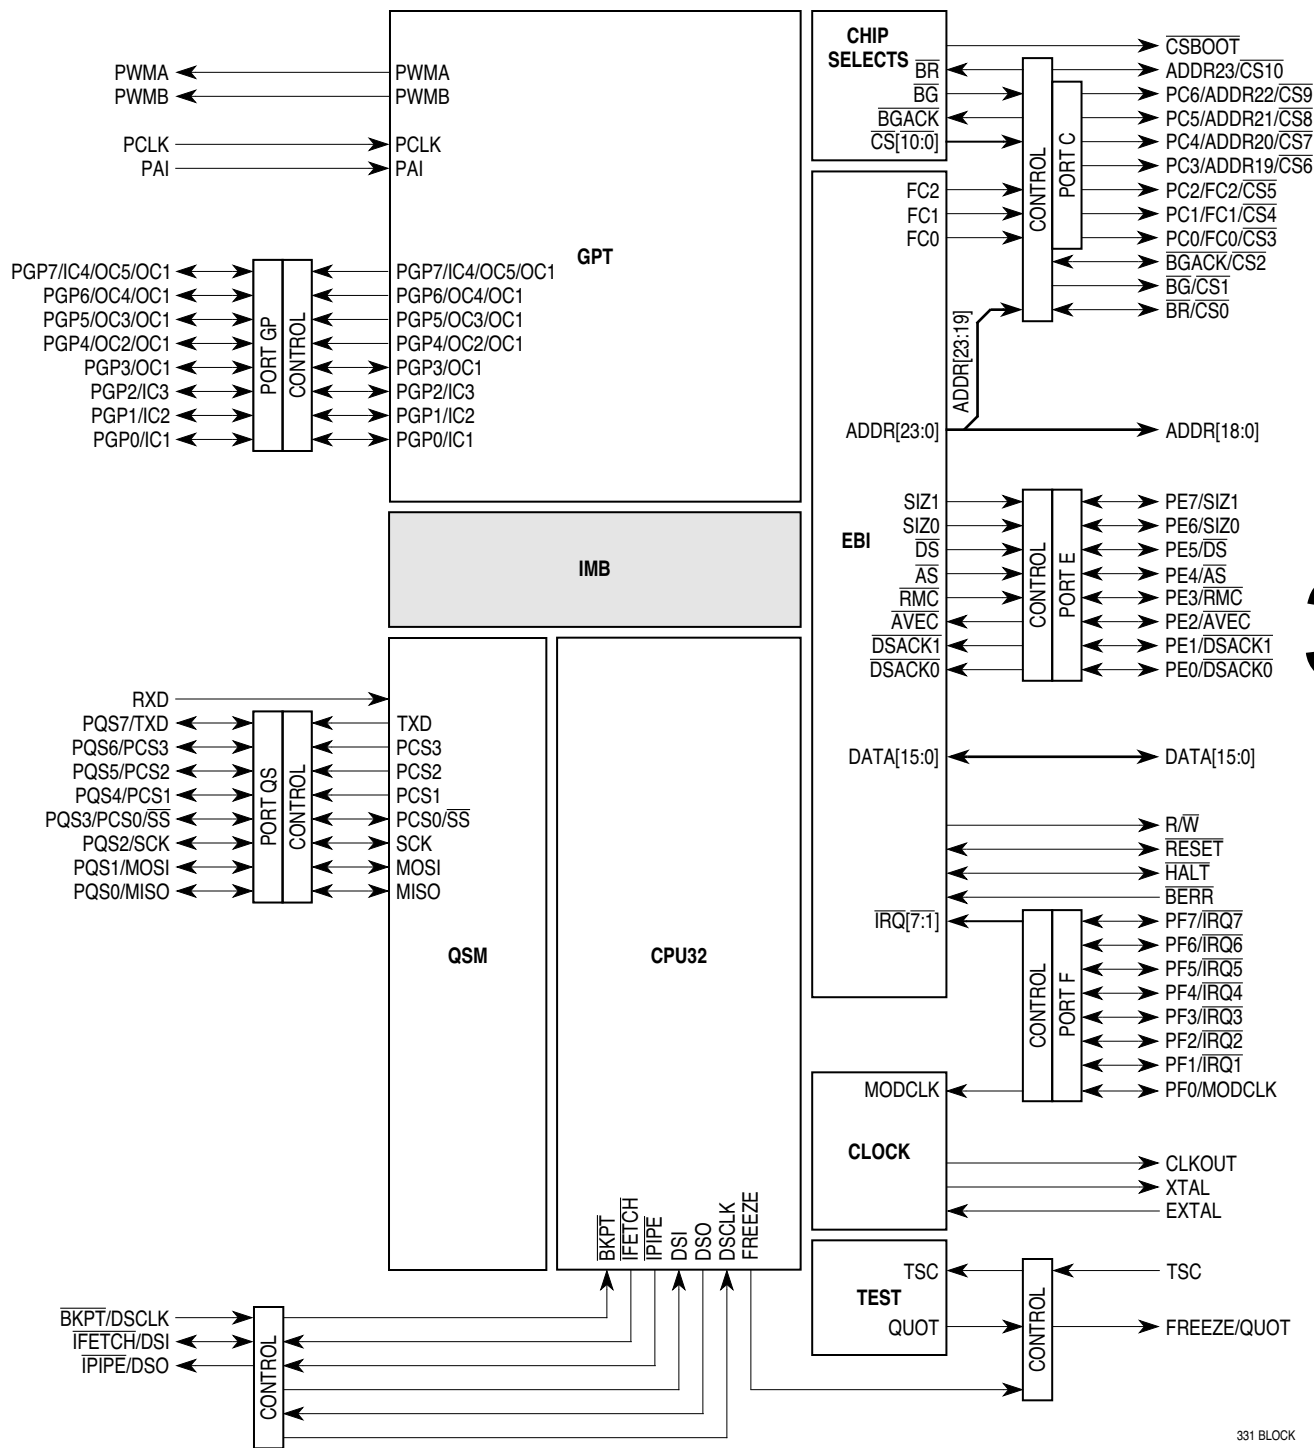 PWMA
PWMB
PCLK
PAI
PGP7/IC4/OC5/OC1
PGP6/OC4/OC1
PGP5/OC3/OC1
PGP4/OC2/OC1
PGP3/OC1
PGP2/IC3
PGP1/IC2
PGP0/IC1
PORT GP
CONTROL
PWMA
PWMB
PCLK
PAI
GPT
PGP7/IC4/OC5/OC1
PGP6/OC4/OC1
PGP5/OC3/OC1
PGP4/OC2/OC1
PGP3/OC1
PGP2/IC3
PGP1/IC2
PGP0/IC1
IMB
CHIP
SELECTS
BR
BG
BGACK
CS[10:0]
FC2
FC1
FC0
CONTROL
PORT C
CSBOOT
ADDR23/CS10
PC6/ADDR22/CS9
PC5/ADDR21/CS8
PC4/ADDR20/CS7
PC3/ADDR19/CS6
PC2/FC2/CS5
PC1/FC1/CS4
PC0/FC0/CS3
BGACK/CS2
BG/CS1
BR/CS0
ADDR[23:19]
ADDR[23:0]
ADDR[18:0]
EBI
SIZ1
SIZ0
DS
AS
RMC
AVEC
DSACK1
DSACK0
CONTROL
PORT E
PE7/SIZ1
PE6/SIZ0
PE5/DS
PE4/AS
PE3/RMC
PE2/AVEC
PE1/DSACK1
PE0/DSACK0
DATA[15:0]
DATA[15:0]
R/W
RESET
HALT
BERR
IRQ[7:1]
CONTROL
PORT F
PF7/IRQ7
PF6/IRQ6
PF5/IRQ5
PF4/IRQ4
PF3/IRQ3
PF2/IRQ2
PF1/IRQ1
PF0/MODCLK
RXD
PQS7/TXD
PQS6/PCS3
PQS5/PCS2
PQS4/PCS1
PQS3/PCS0/SS
PQS2/SCK
PQS1/MOSI
PQS0/MISO
PORT QS
CONTROL
TXD
PCS3
PCS2
PCS1
PCS0/SS
SCK
MOSI
MISO
QSM
CPU32
MODCLK
CLOCK
CLKOUT
XTAL
EXTAL
BKPT
IFETCH
IPIPE
DSI
DSO
DSCLK
FREEZE
TSC
TEST
QUOT
CONTROL
TSC
FREEZE/QUOT
BKPT/DSCLK
IFETCH/DSI
IPIPE/DSO
CONTROL
331 BLOCK